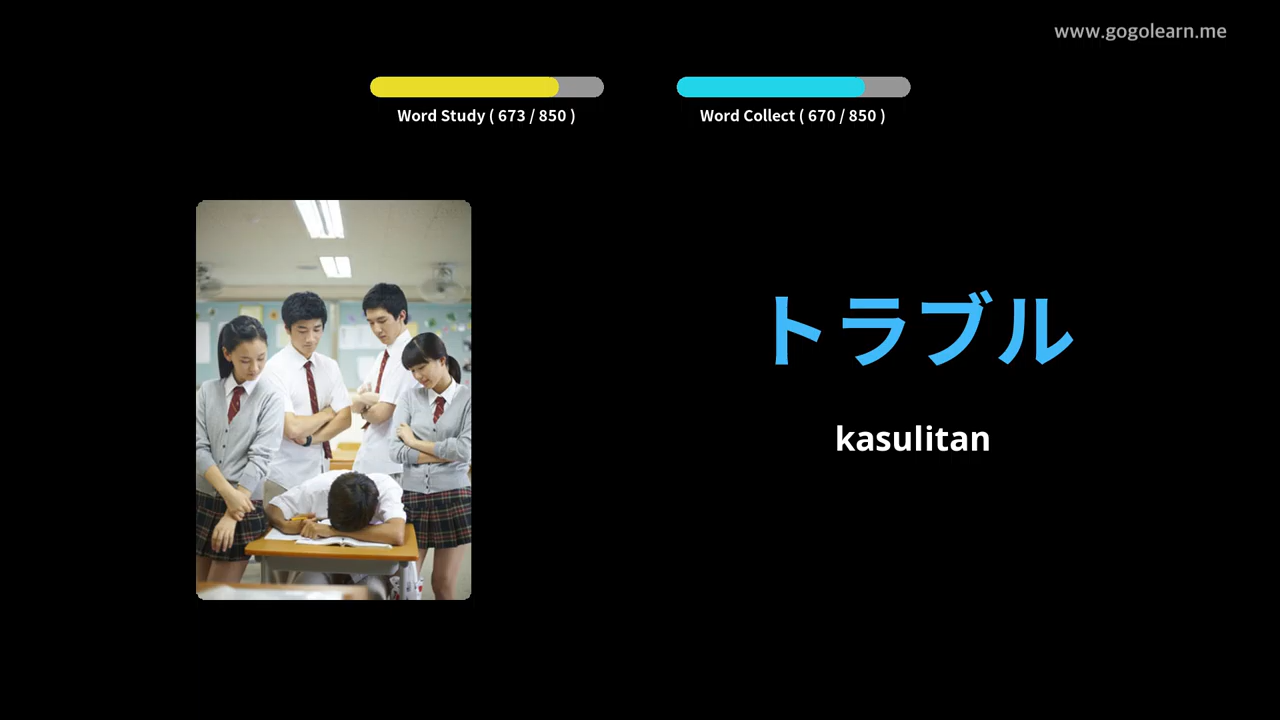 www.gogolearn.me
Word Study ( 673 / 850 )
Word Collect ( 670 / 850 )
トラブル
kasulitan